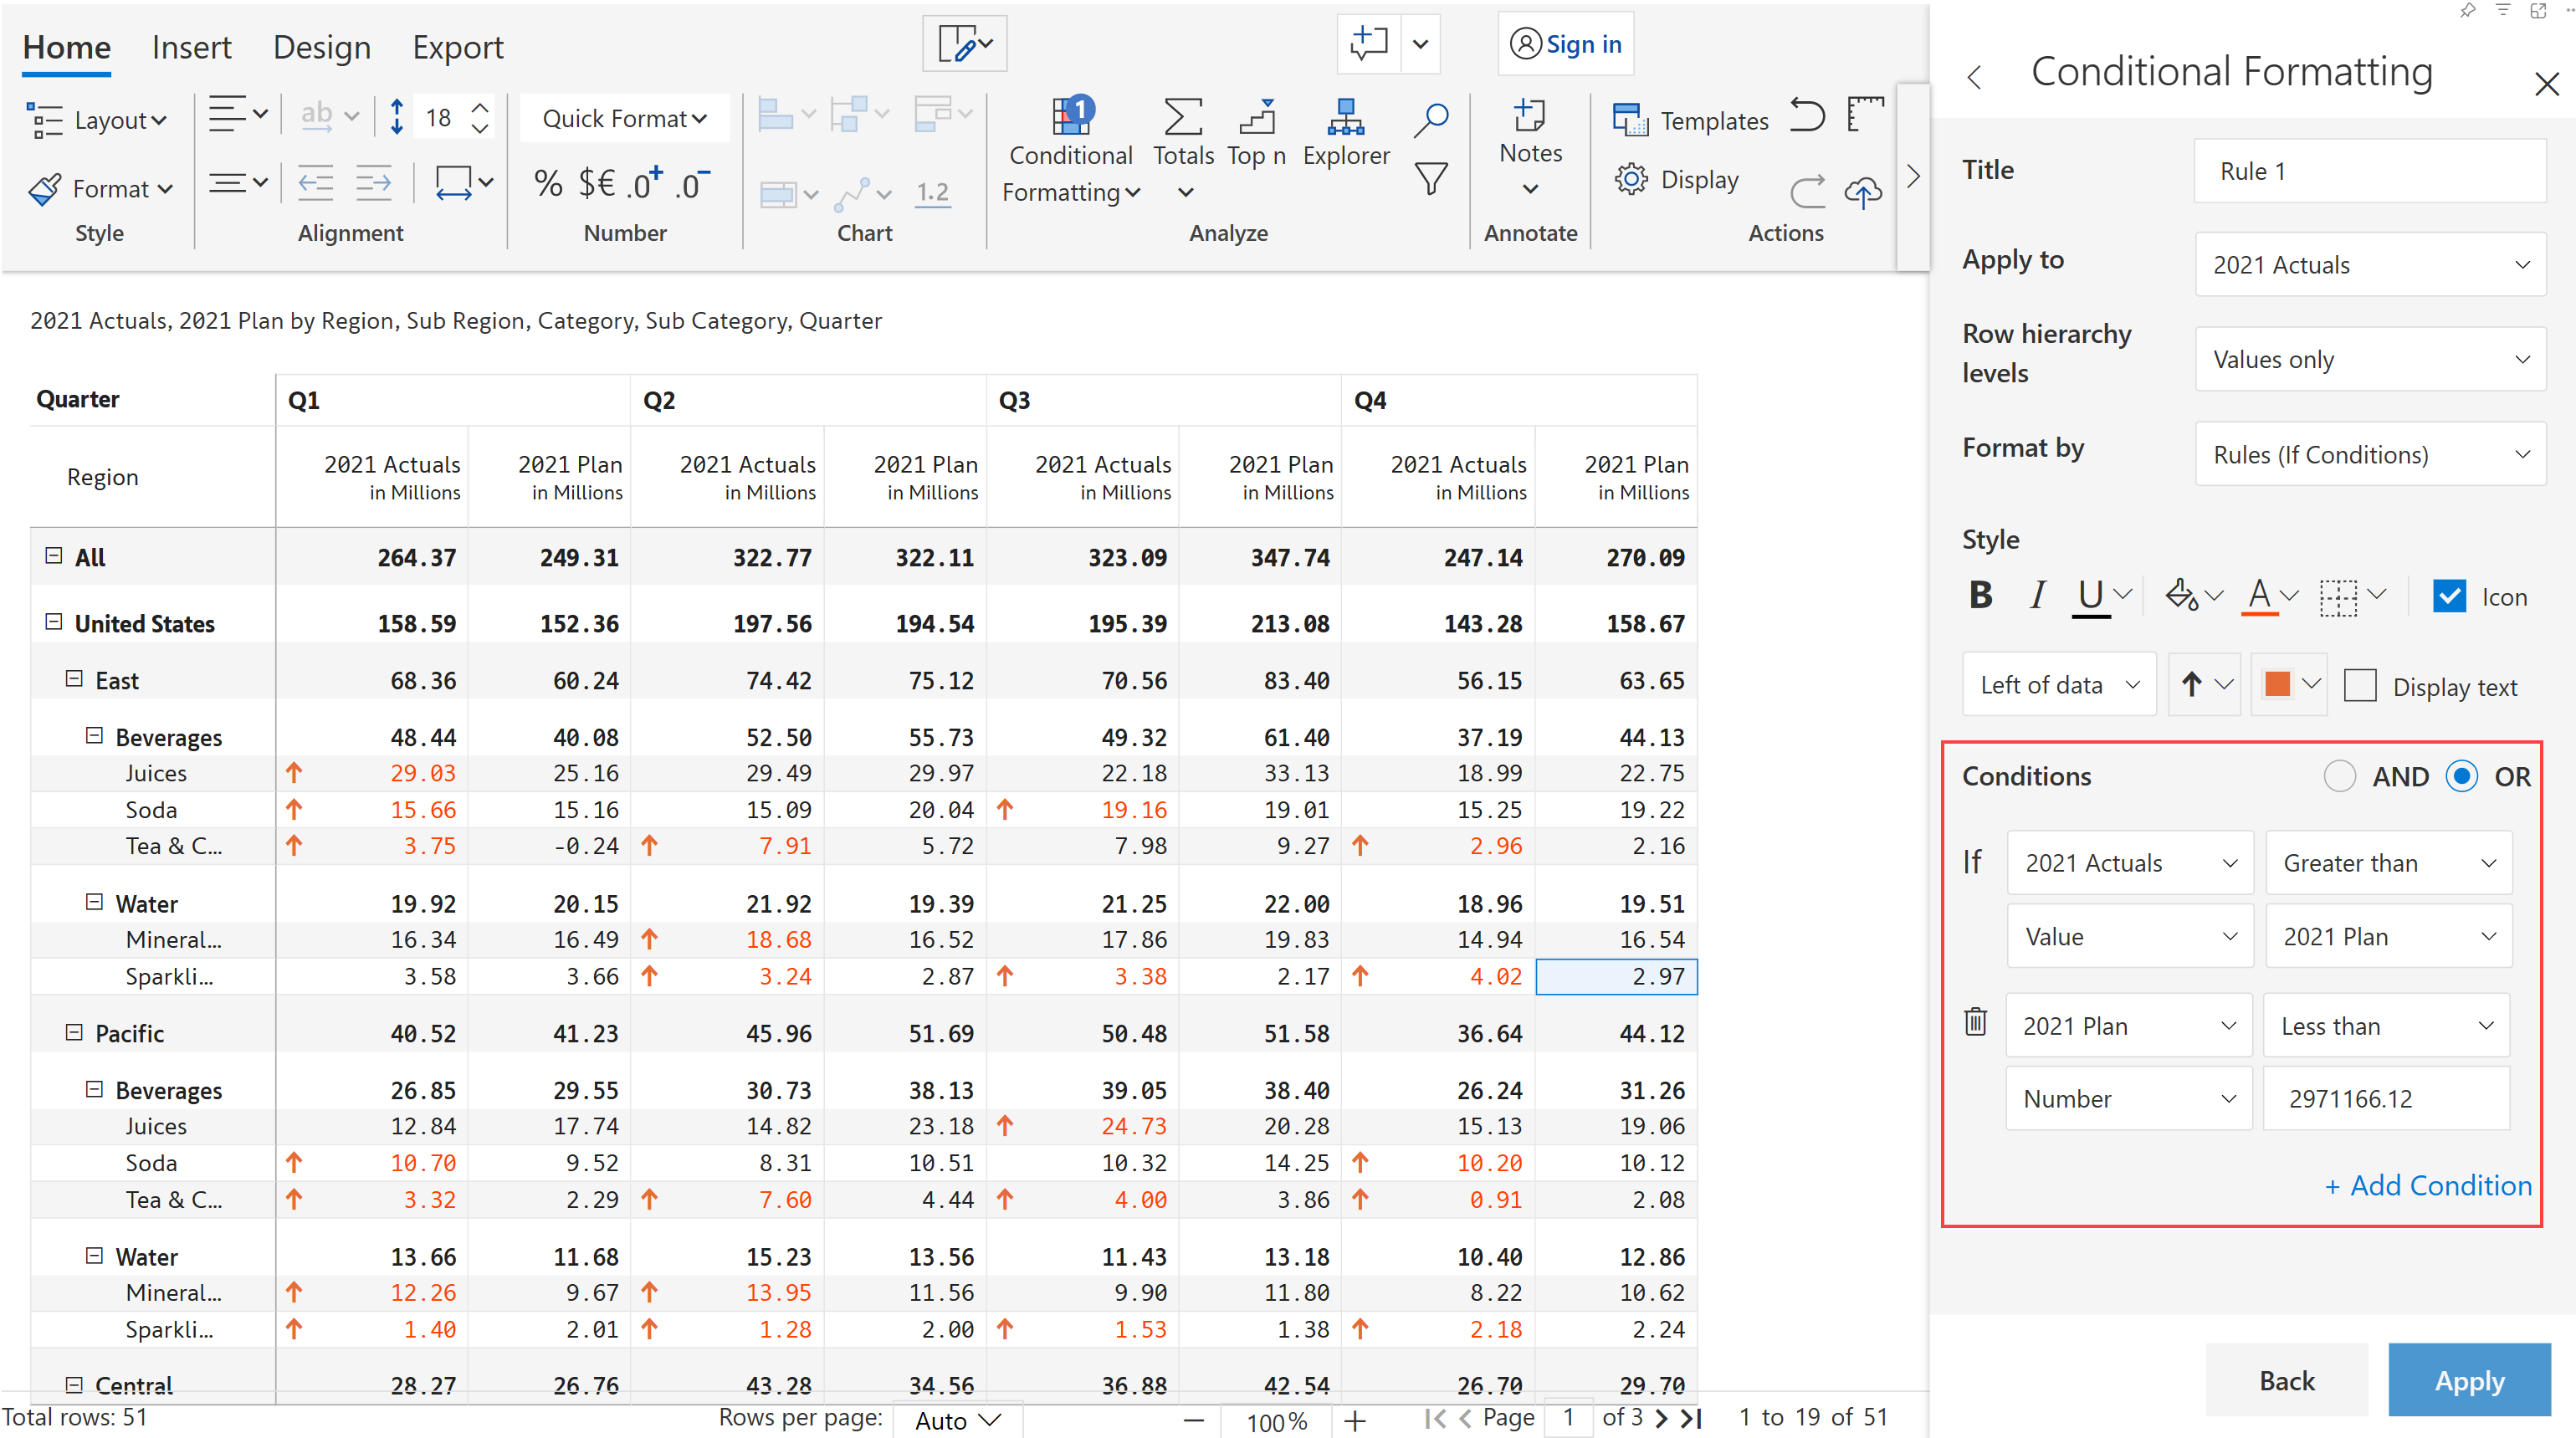 Home Insert Design Export Sign in
Layout ab 18 Quick Format 1 Conditional Formatting Totals Top n Explorer Notes Templates
Format % $€ .0+ .0- 1.2 Display
Style Alignment Number Chart Analyze Annotate Actions
2021 Actuals, 2021 Plan by Region, Sub Region, Category, Sub Category, Quarter
Quarter Q1 Q2 Q3 Q4
Region 2021 Actuals in Millions 2021 Plan in Millions 2021 Actuals in Millions 2021 Plan in Millions 2021 Actuals in Millions 2021 Plan in Millions 2021 Actuals in Millions 2021 Plan in Millions
All 264.37 249.31 322.77 322.11 323.09 347.74 247.14 270.09
United States 158.59 152.36 197.56 194.54 195.39 213.08 143.28 158.67
East 68.36 60.24 74.42 75.12 70.56 83.40 56.15 63.65
Beverages 48.44 40.08 52.50 55.73 49.32 61.40 37.19 44.13
Juices 29.03 25.16 29.49 29.97 22.18 33.13 18.99 22.75
Soda 15.66 15.16 15.09 20.04 19.16 19.01 15.25 19.22
Tea & C... 3.75 -0.24 7.91 5.72 7.98 9.27 2.96 2.16
Water 19.92 20.15 21.92 19.39 21.25 22.00 18.96 19.51
Mineral... 16.34 16.49 18.68 16.52 17.86 19.83 14.94 16.54
Sparkli... 3.58 3.66 3.24 2.87 3.38 2.17 4.02 2.97
Pacific 40.52 41.23 45.96 51.69 50.48 51.58 36.64 44.12
Beverages 26.85 29.55 30.73 38.13 39.05 38.40 26.24 31.26
Juices 12.84 17.74 14.82 23.18 24.73 20.28 15.13 19.06
Soda 10.70 9.52 8.31 10.51 10.32 14.25 10.20 10.12
Tea & C... 3.32 2.29 7.60 4.44 4.00 3.86 0.91 2.08
Water 13.66 11.68 15.23 13.56 11.43 13.18 10.40 12.86
Mineral... 12.26 9.67 13.95 11.56 9.90 11.80 8.22 10.62
Sparkli... 1.40 2.01 1.28 2.00 1.53 1.38 2.18 2.24
Central 28.27 26.76 43.28 34.56 36.88 42.54 26.70 29.70
Total rows: 51 Rows per page: Auto 100% Page 1 of 3 1 to 19 of 51
Conditional Formatting
Title Rule 1
Apply to 2021 Actuals
Row hierarchy levels Values only
Format by Rules (If Conditions)
Style
B I U A Icon
Left of data Display text
Conditions AND OR
If 2021 Actuals Greater than
Value 2021 Plan
2021 Plan Less than
Number 2971166.12
+ Add Condition
Back Apply